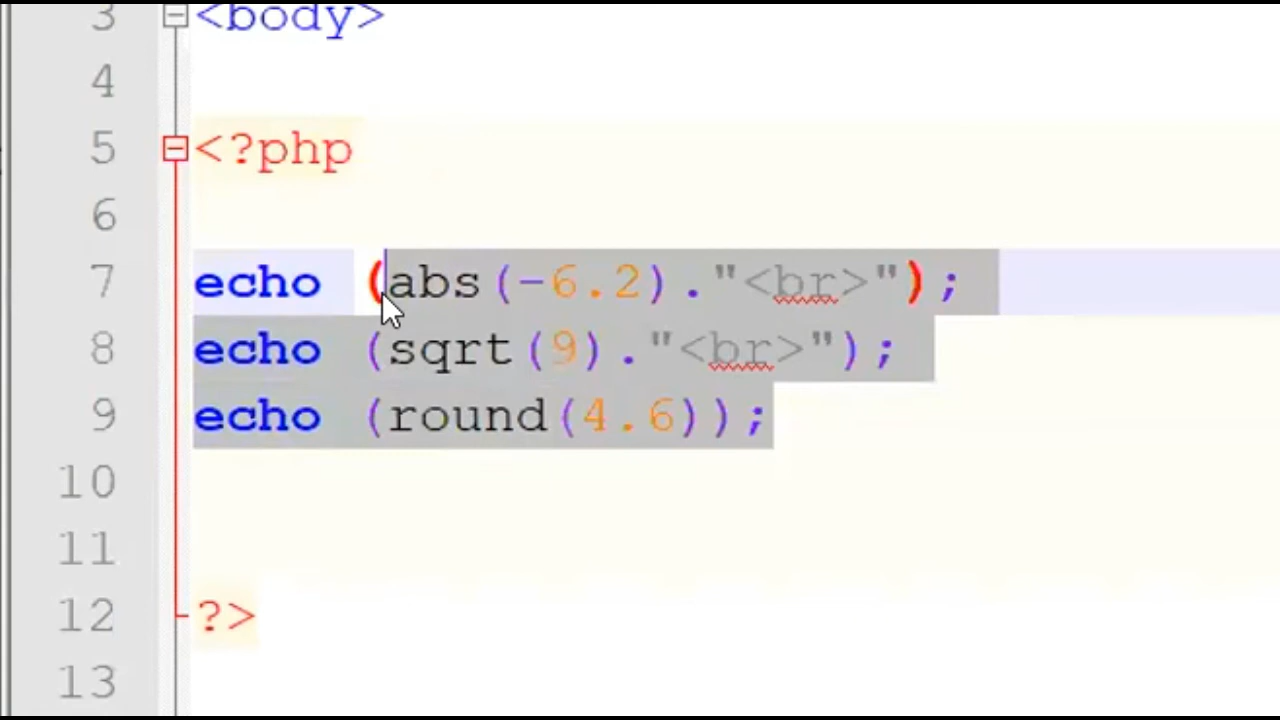 3 <body>
4
5 <?php
6
7 echo (abs(-6.2)."<br>");
8 echo (sqrt(9)."<br>");
9 echo (round(4.6));
10
11
12 ?>
13